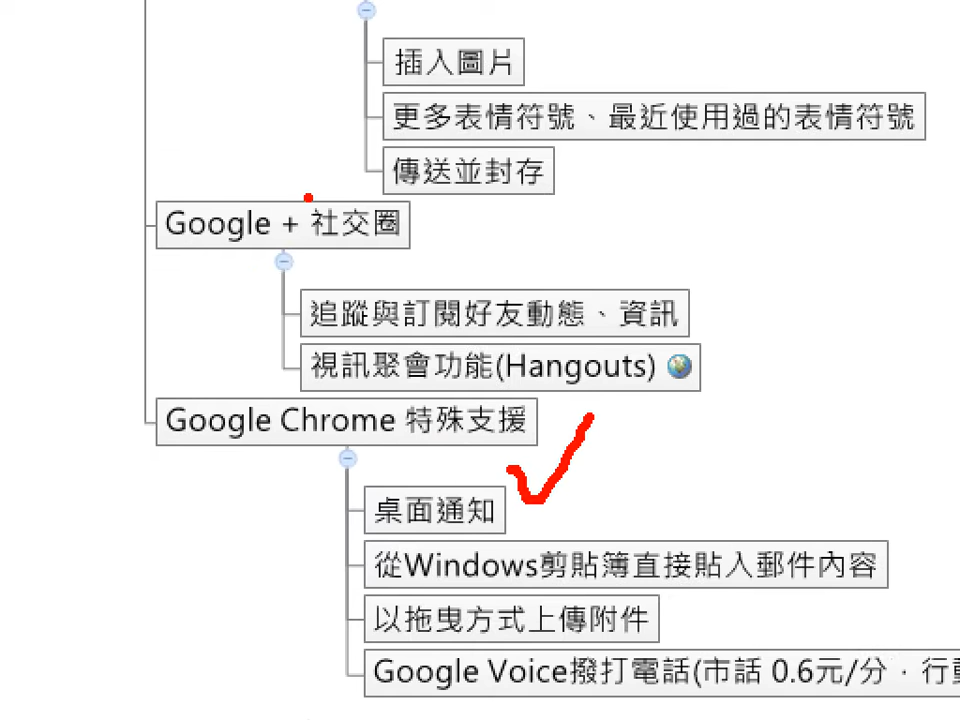 插入圖片
更多表情符號、最近使用過的表情符號
傳送並封存
Google + 社交圈
追蹤與訂閱好友動態、資訊
視訊聚會功能(Hangouts)
Google Chrome 特殊支援
桌面通知
從Windows剪貼簿直接貼入郵件內容
以拖曳方式上傳附件
Google Voice撥打電話(市話 0.6元/分．行